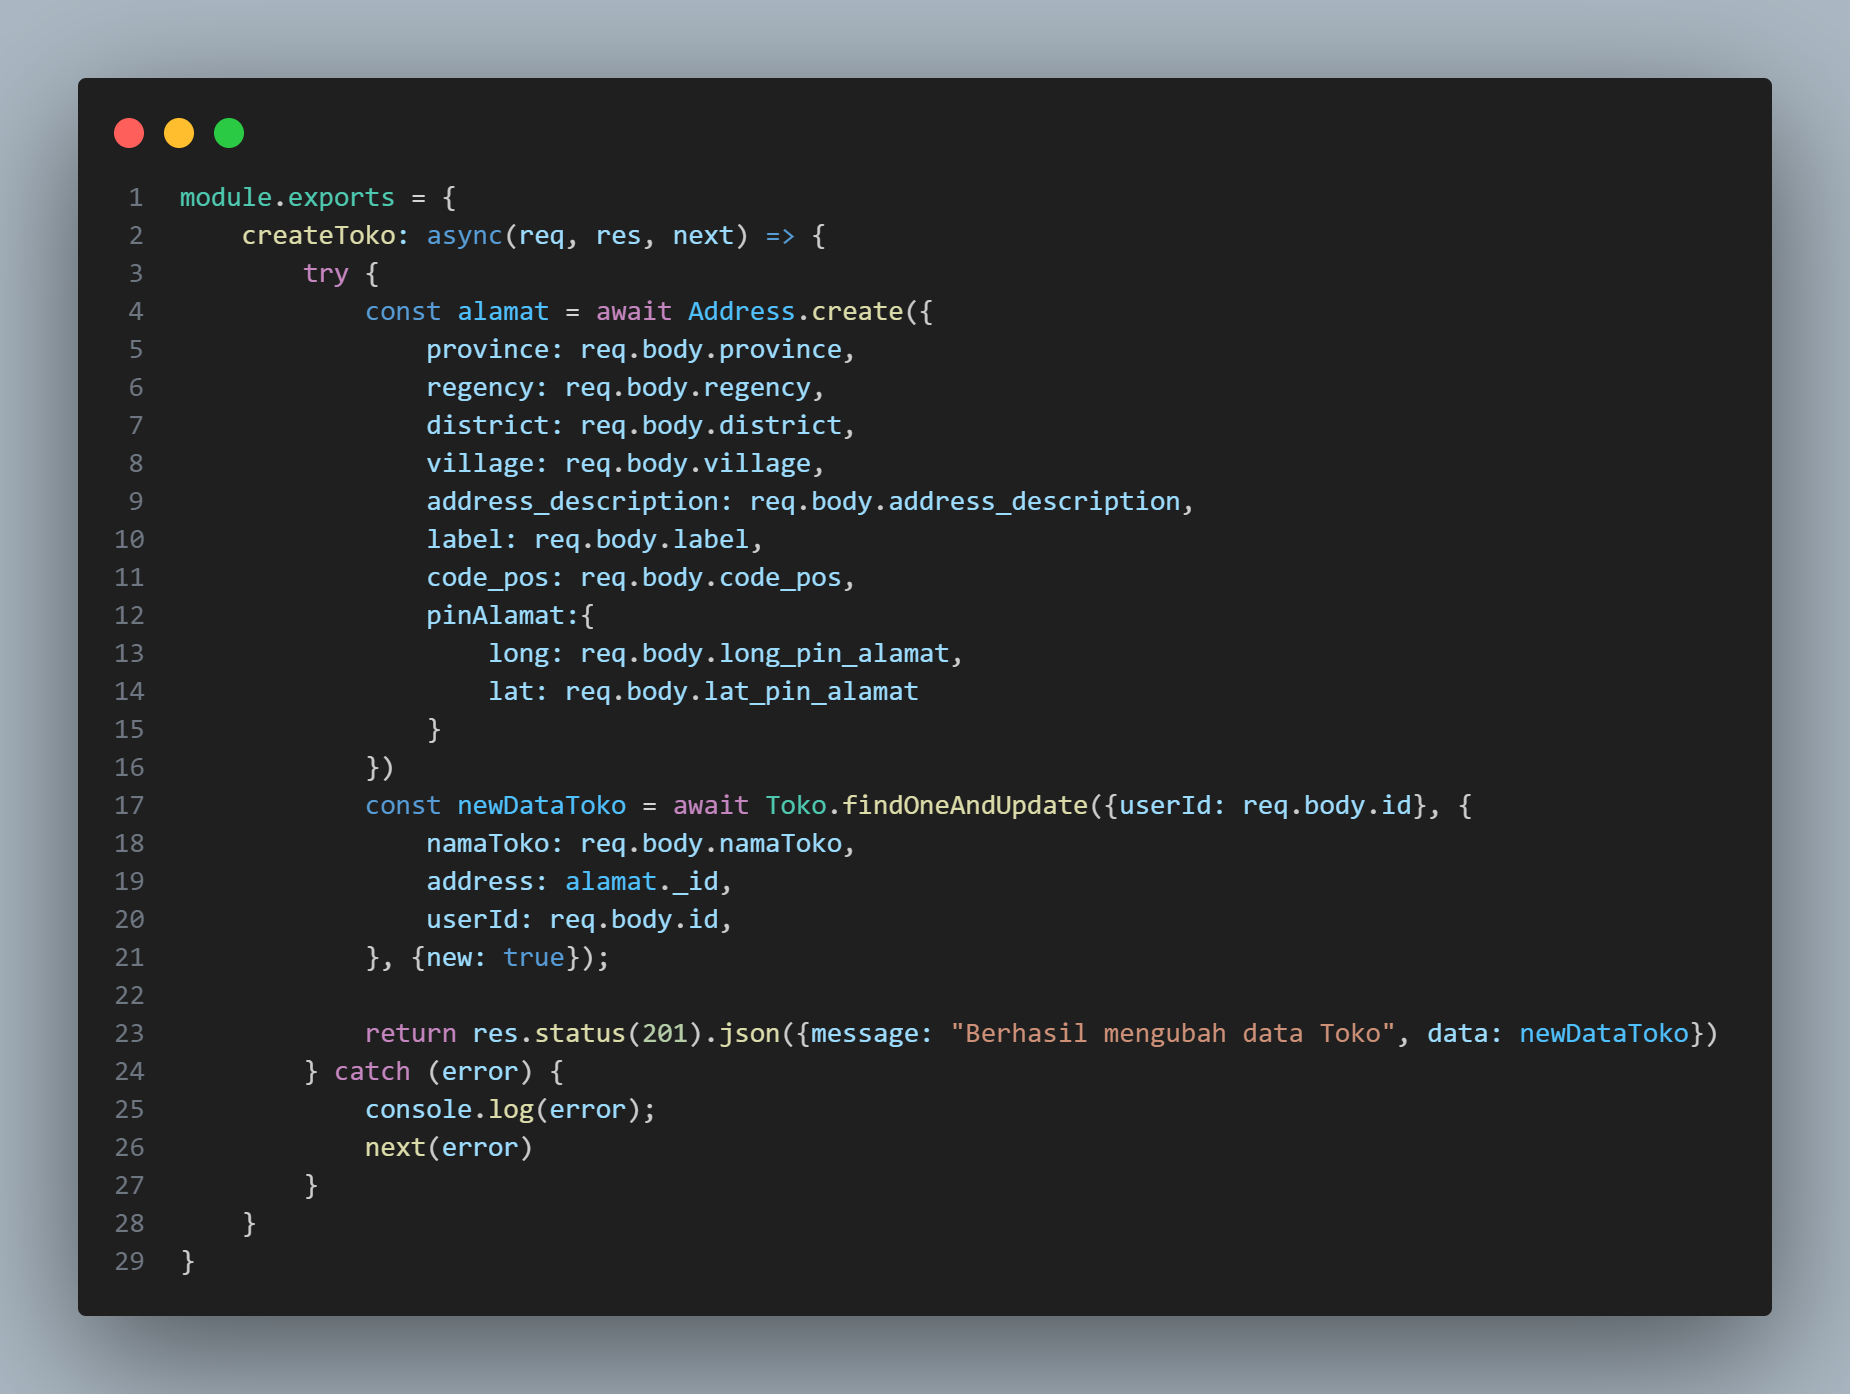 1 module.exports = {
2     createToko: async(req, res, next) => {
3         try {
4             const alamat = await Address.create({
5                 province: req.body.province,
6                 regency: req.body.regency,
7                 district: req.body.district,
8                 village: req.body.village,
9                 address_description: req.body.address_description,
10                 label: req.body.label,
11                 code_pos: req.body.code_pos,
12                 pinAlamat:{
13                     long: req.body.long_pin_alamat,
14                     lat: req.body.lat_pin_alamat
15                 }
16             })
17             const newDataToko = await Toko.findOneAndUpdate({userId: req.body.id}, {
18                 namaToko: req.body.namaToko,
19                 address: alamat._id,
20                 userId: req.body.id,
21             }, {new: true});
22
23             return res.status(201).json({message: "Berhasil mengubah data Toko", data: newDataToko})
24         } catch (error) {
25             console.log(error);
26             next(error)
27         }
28     }
29 }